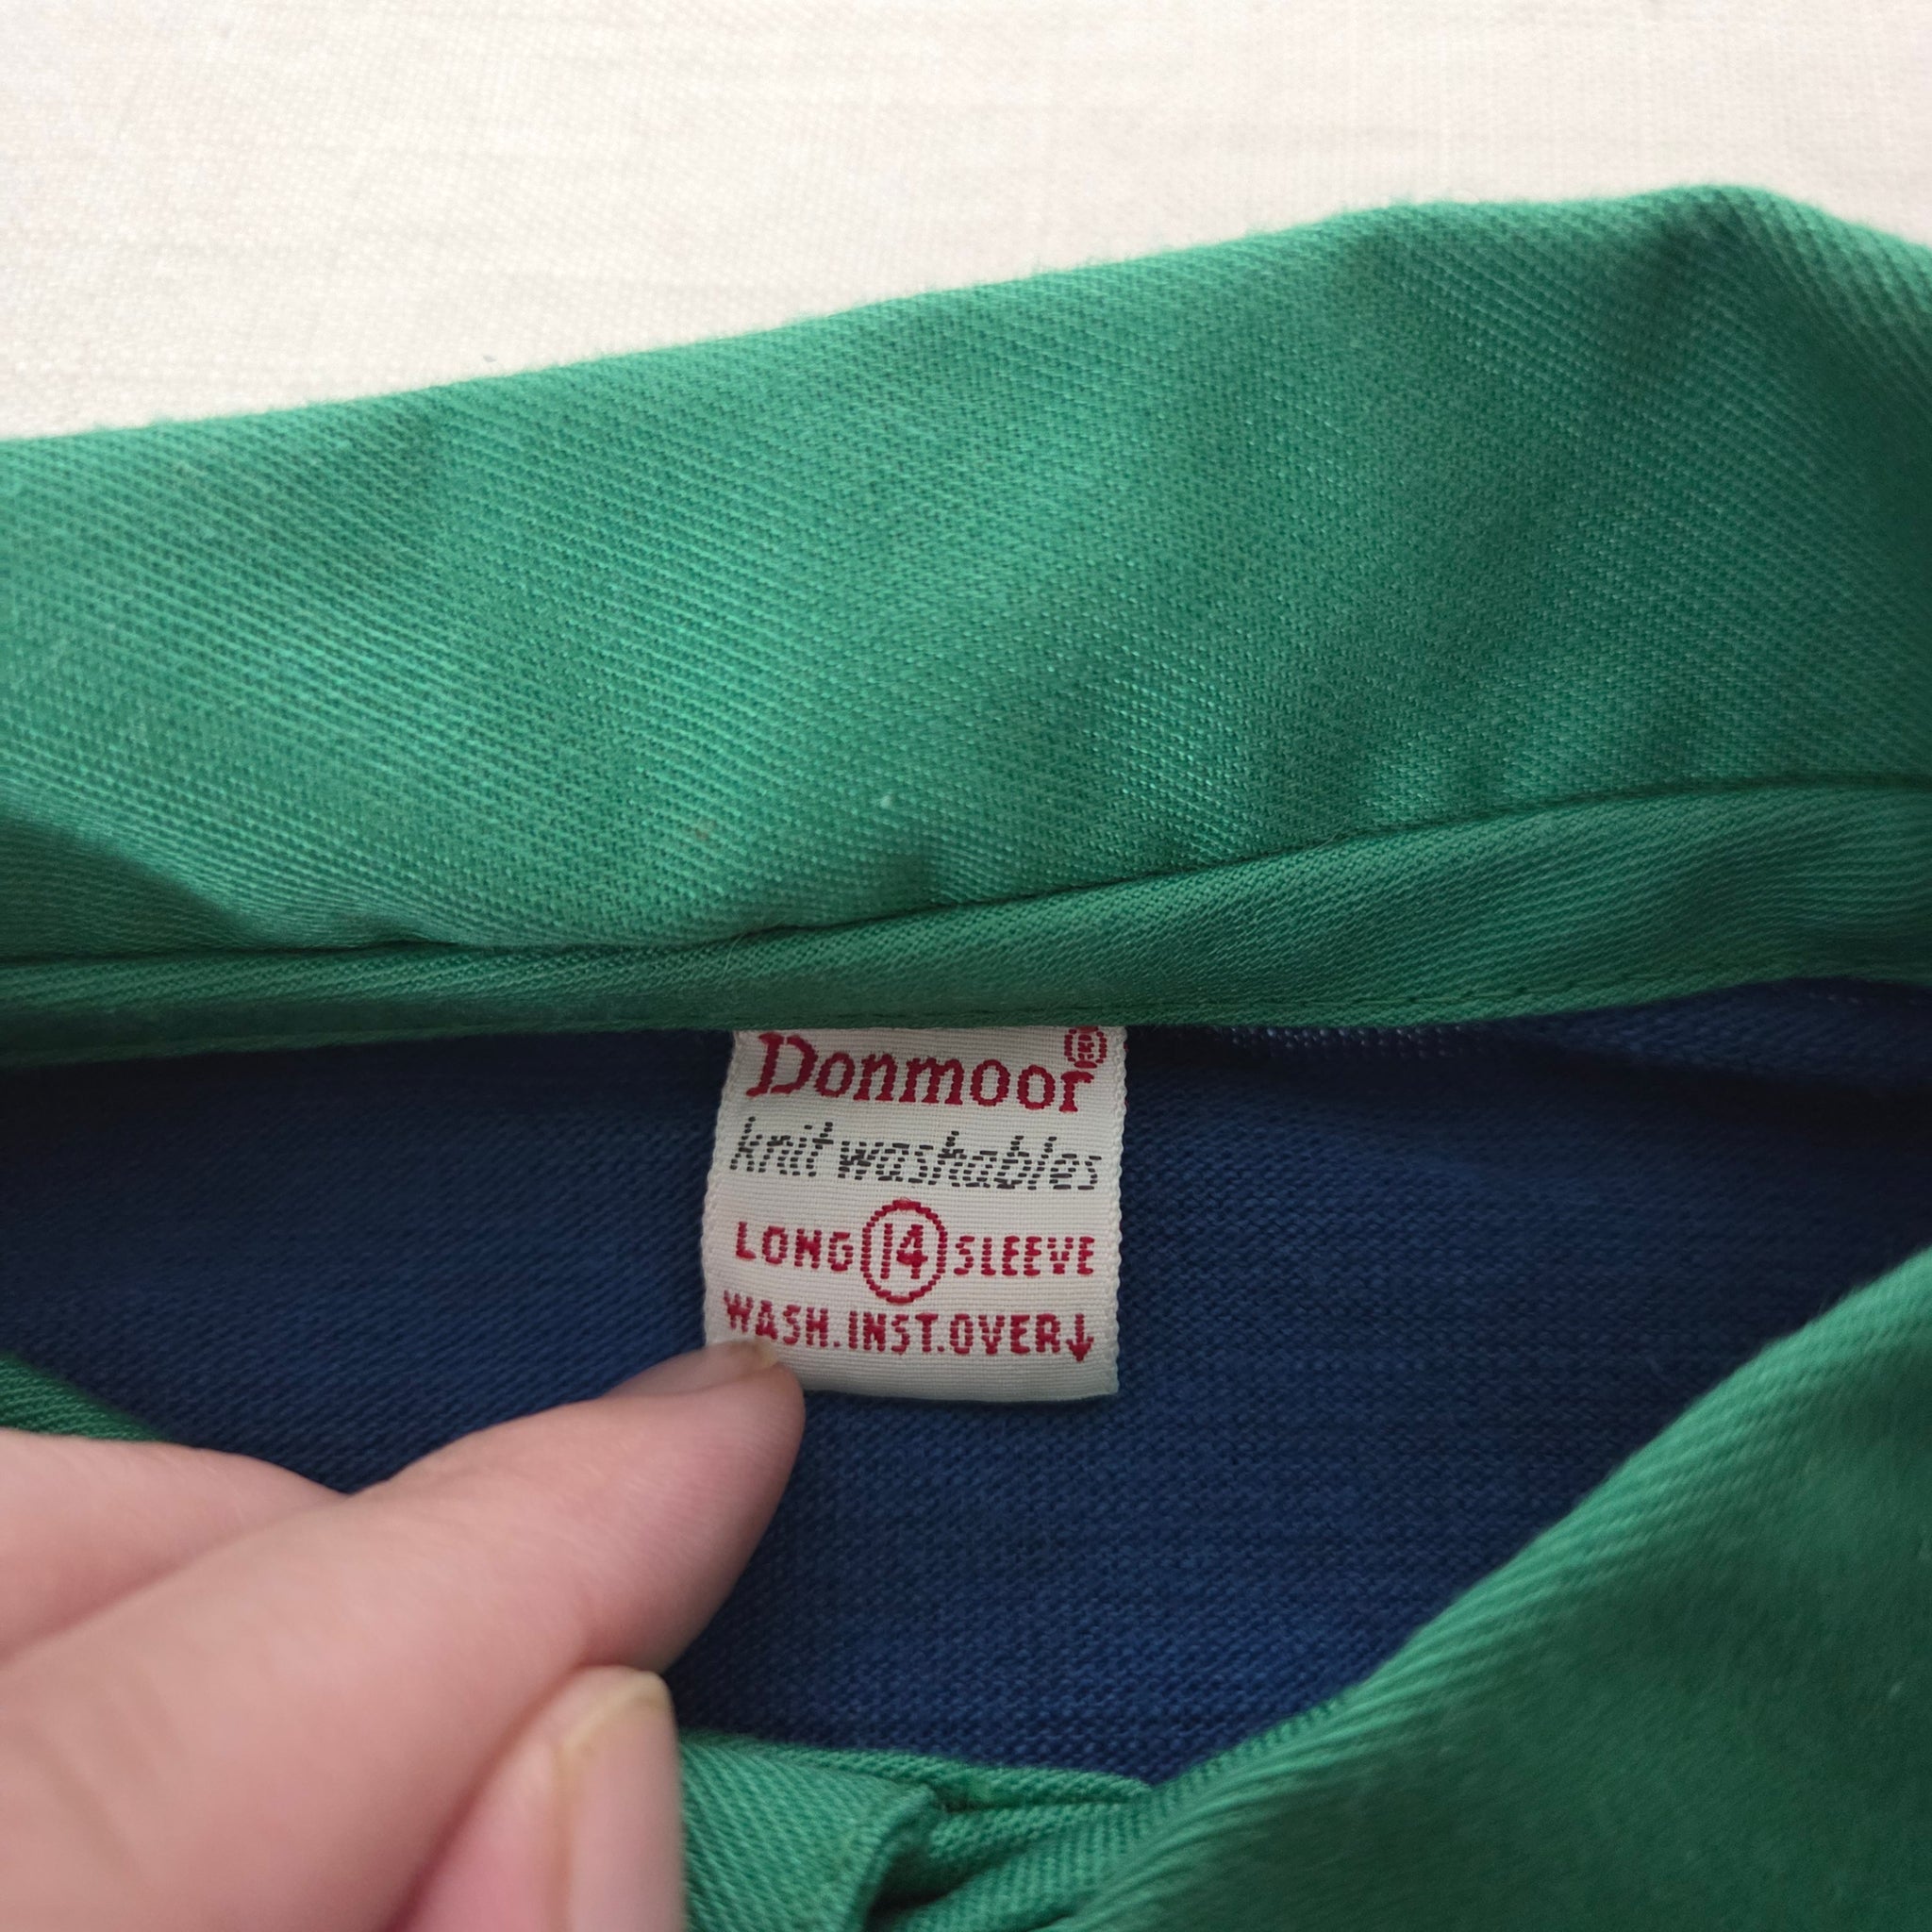 Donmoor®
knit washables
LONG 14 SLEEVE
WASH. INST. OVER↓